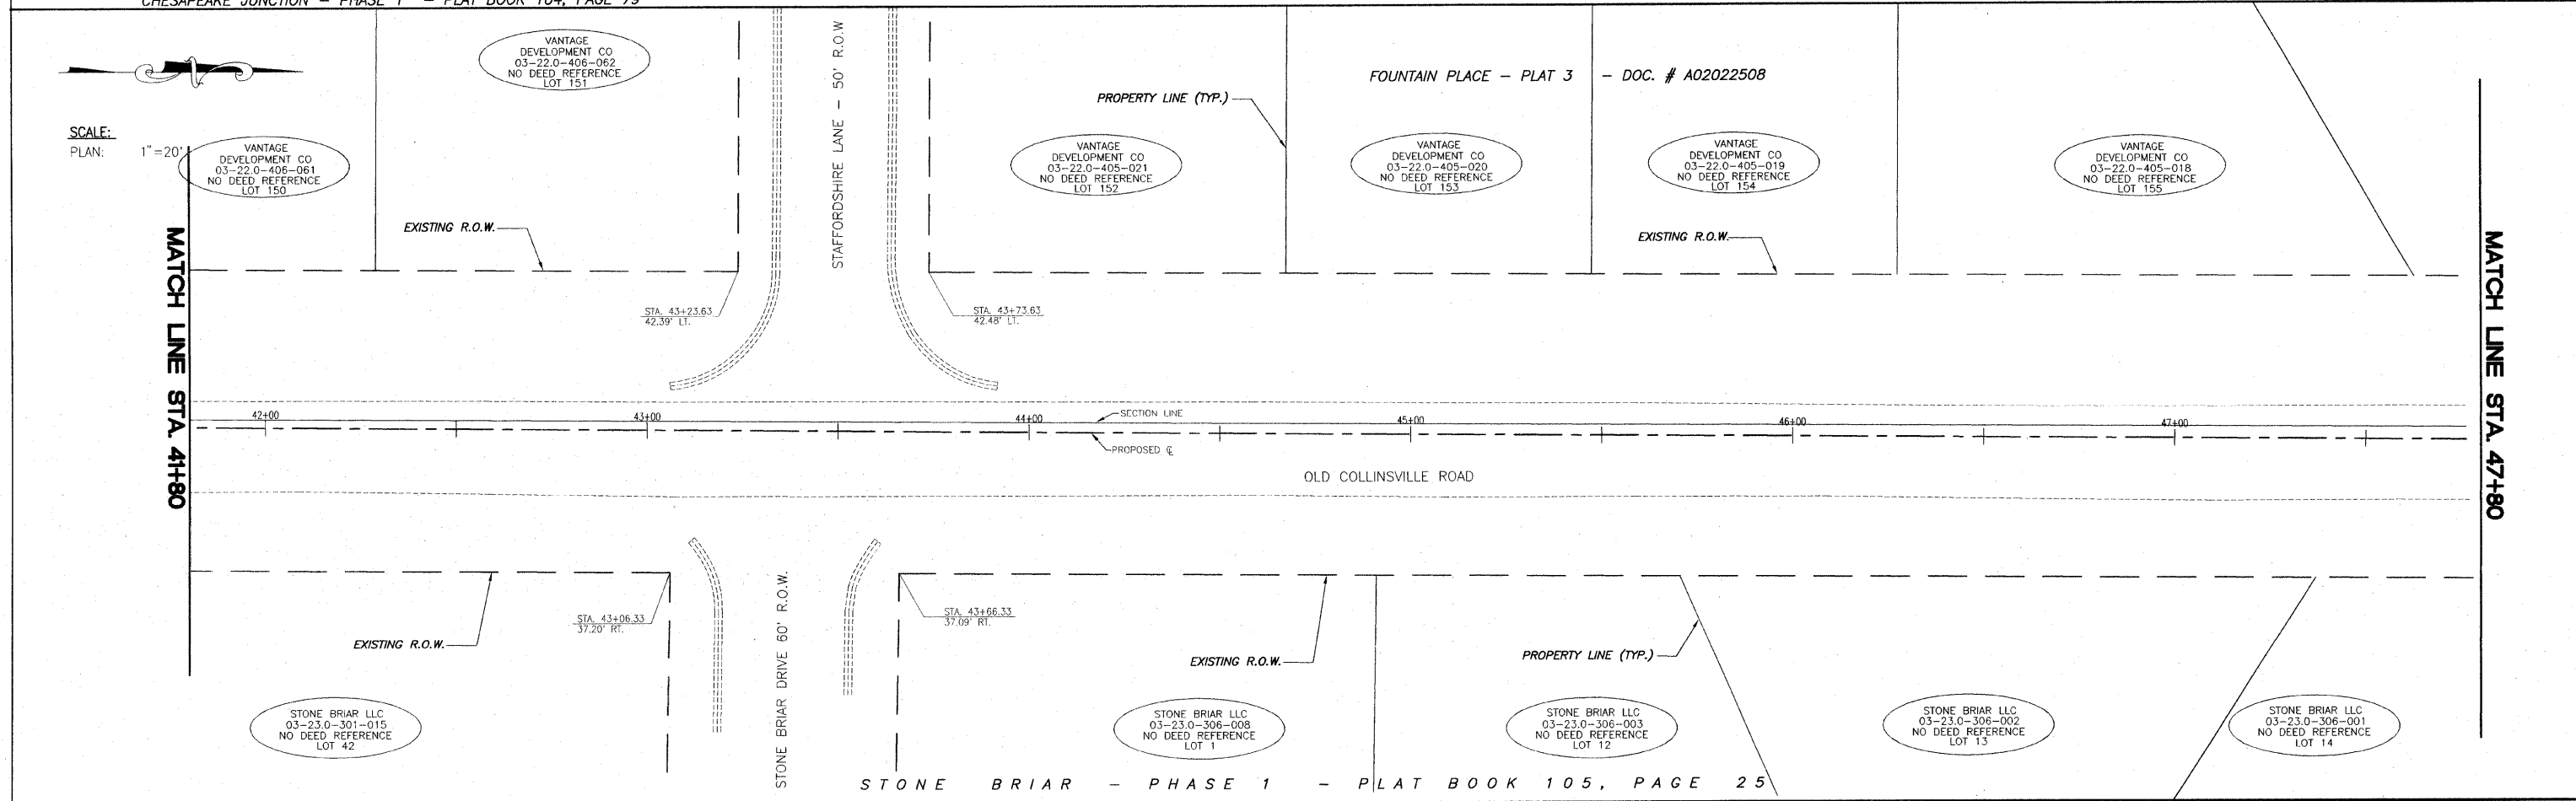 CHESAPEAKE JUNCTION – PHASE 1 – PLAT BOOK 104, PAGE 79
N
SCALE:
PLAN: 1"=20'
VANTAGE
DEVELOPMENT CO
03-22.0-406-061
NO DEED REFERENCE
LOT 150
VANTAGE
DEVELOPMENT CO
03-22.0-406-062
NO DEED REFERENCE
LOT 151
EXISTING R.O.W.
STAFFORDSHIRE LANE – 50' R.O.W
PROPERTY LINE (TYP.)
FOUNTAIN PLACE – PLAT 3 – DOC. # A02022508
VANTAGE
DEVELOPMENT CO
03-22.0-405-021
NO DEED REFERENCE
LOT 152
VANTAGE
DEVELOPMENT CO
03-22.0-405-020
NO DEED REFERENCE
LOT 153
VANTAGE
DEVELOPMENT CO
03-22.0-405-019
NO DEED REFERENCE
LOT 154
VANTAGE
DEVELOPMENT CO
03-22.0-405-018
NO DEED REFERENCE
LOT 155
EXISTING R.O.W.
MATCH LINE STA. 41+80
MATCH LINE STA. 47+80
STA. 43+23.63
42.39' LT.
STA. 43+73.63
42.48' LT.
42+00
43+00
44+00
45+00
46+00
47+00
SECTION LINE
PROPOSED ℄
OLD COLLINSVILLE ROAD
STA. 43+06.33
37.20' RT.
STA. 43+66.33
37.09' RT.
EXISTING R.O.W.
STONE BRIAR DRIVE 60' R.O.W.
EXISTING R.O.W.
PROPERTY LINE (TYP.)
STONE BRIAR LLC
03-23.0-301-015
NO DEED REFERENCE
LOT 42
STONE BRIAR LLC
03-23.0-306-008
NO DEED REFERENCE
LOT 1
STONE BRIAR LLC
03-23.0-306-003
NO DEED REFERENCE
LOT 12
STONE BRIAR LLC
03-23.0-306-002
NO DEED REFERENCE
LOT 13
STONE BRIAR LLC
03-23.0-306-001
NO DEED REFERENCE
LOT 14
STONE BRIAR – PHASE 1 – PLAT BOOK 105, PAGE 25